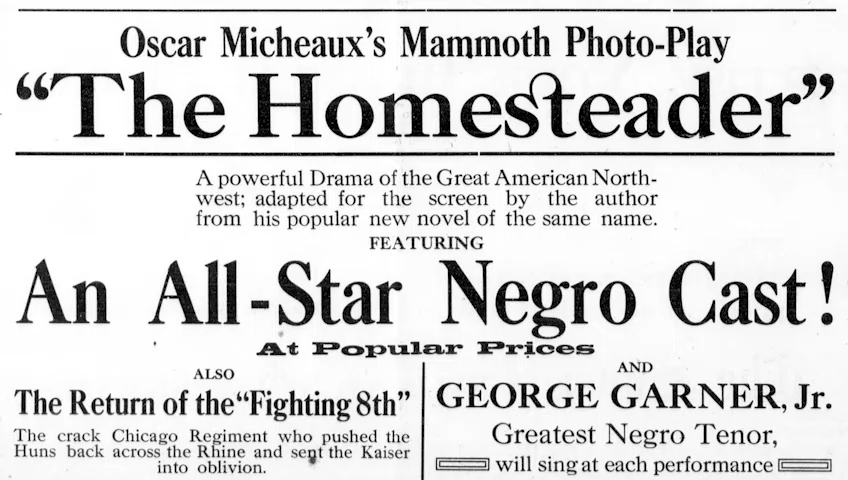 Oscar Micheaux's Mammoth Photo-Play
"The Homesteader"
A powerful Drama of the Great American North-
west; adapted for the screen by the author
from his popular new novel of the same name.
FEATURING
An All-Star Negro Cast!
At Popular Prices
ALSO
The Return of the "Fighting 8th"
The crack Chicago Regiment who pushed the
Huns back across the Rhine and sent the Kaiser
into oblivion.
AND
GEORGE GARNER, Jr.
Greatest Negro Tenor,
will sing at each performance